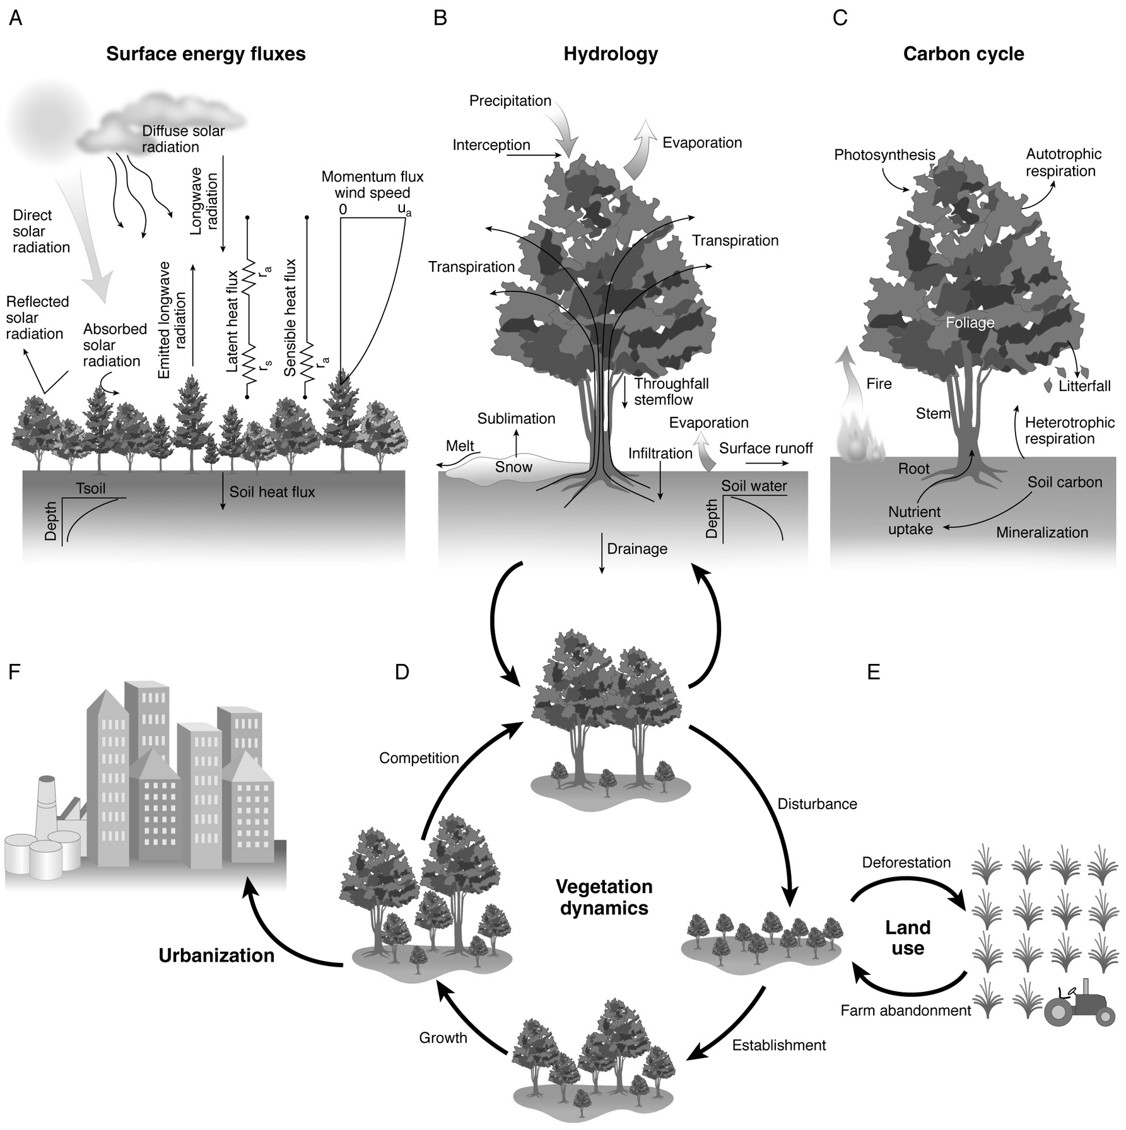 A
Surface energy fluxes
Diffuse solar
radiation
Longwave
radiation
Momentum flux
wind speed
0
ua
Direct
solar
radiation
Reflected
solar
radiation
Absorbed
solar
radiation
Emitted longwave
radiation
Latent heat flux
ra
rs
Sensible heat flux
ra
Tsoil
Depth
Soil heat flux
B
Hydrology
Precipitation
Interception
Evaporation
Transpiration
Transpiration
Throughfall
stemflow
Sublimation
Evaporation
Melt
Snow
Infiltration
Surface runoff
Soil water
Depth
Drainage
C
Carbon cycle
Photosynthesis
Autotrophic
respiration
Foliage
Fire
Litterfall
Stem
Heterotrophic
respiration
Root
Soil carbon
Nutrient
uptake
Mineralization
F
Urbanization
D
Competition
Disturbance
Vegetation
dynamics
Growth
Establishment
E
Deforestation
Land
use
Farm abandonment